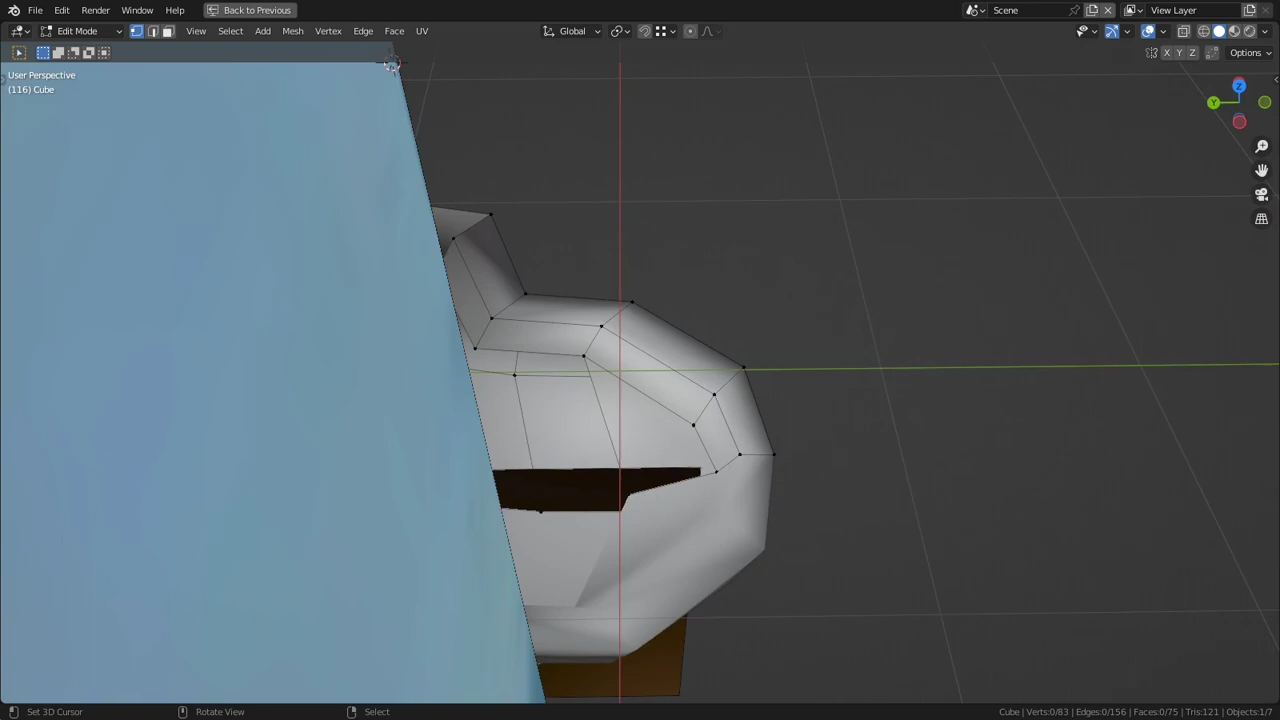 File Edit Render Window Help Back to Previous Scene View Layer
Edit Mode View Select Add Mesh Vertex Edge Face UV Global
X Y Z Options
User Perspective
(116) Cube
Z
Y
Set 3D Cursor Rotate View Select Cube | Verts:0/83 | Edges:0/156 | Faces:0/75 | Tris:121 | Objects:1/7